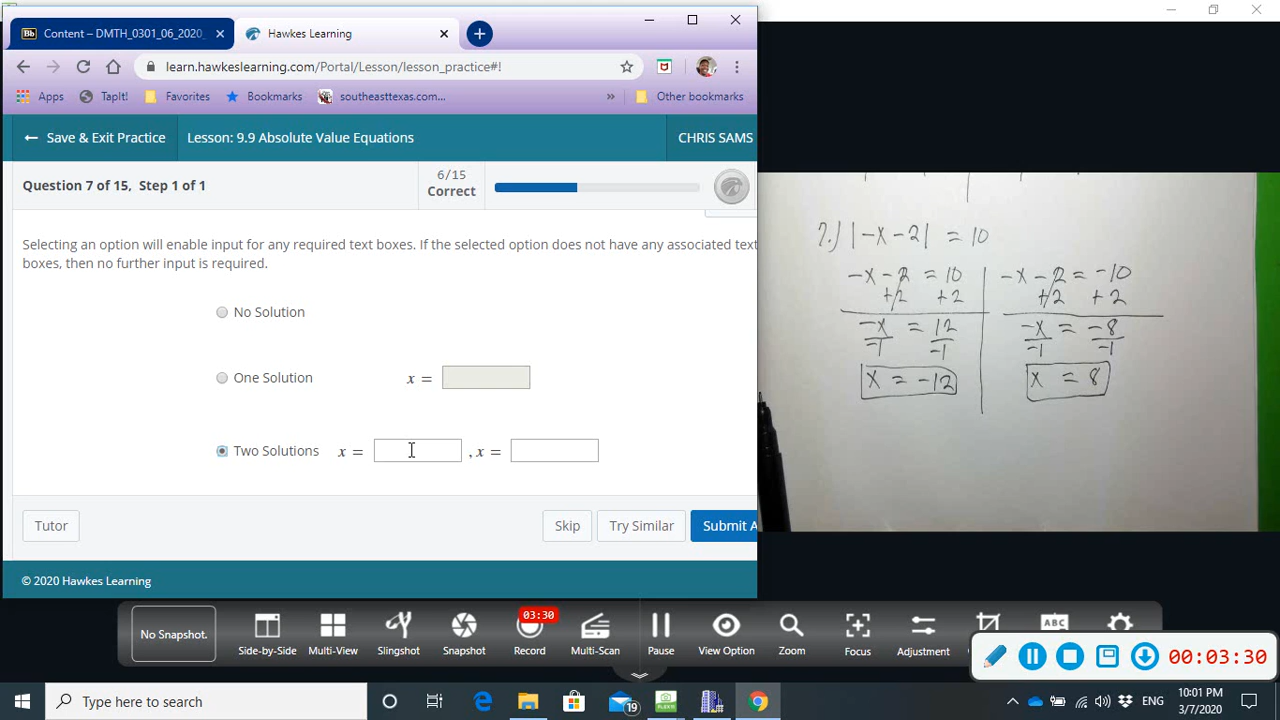 Content – DMTH_0301_06_2020_
Hawkes Learning
learn.hawkeslearning.com/Portal/Lesson/lesson_practice#!
Apps
TapIt!
Favorites
Bookmarks
southeasttexas.com...
»
Other bookmarks
← Save & Exit Practice
Lesson: 9.9 Absolute Value Equations
CHRIS SAMS
Question 7 of 15, Step 1 of 1
6/15
Correct
Selecting an option will enable input for any required text boxes. If the selected option does not have any associated text
boxes, then no further input is required.
No Solution
One Solution x =
Two Solutions x = , x =
Tutor
Skip
Try Similar
Submit A
© 2020 Hawkes Learning
7.) |-x-2| = 10
-x - 2 = 10
+2 +2
-x = 12
-1 -1
x = -12
-x - 2 = -10
+2 +2
-x = -8
-1 -1
x = 8
No Snapshot.
Side-by-Side
Multi-View
Slingshot
Snapshot
03:30
Record
Multi-Scan
Pause
View Option
Zoom
Focus
Adjustment
ABC
00:03:30
Type here to search
19
ENG
10:01 PM
3/7/2020